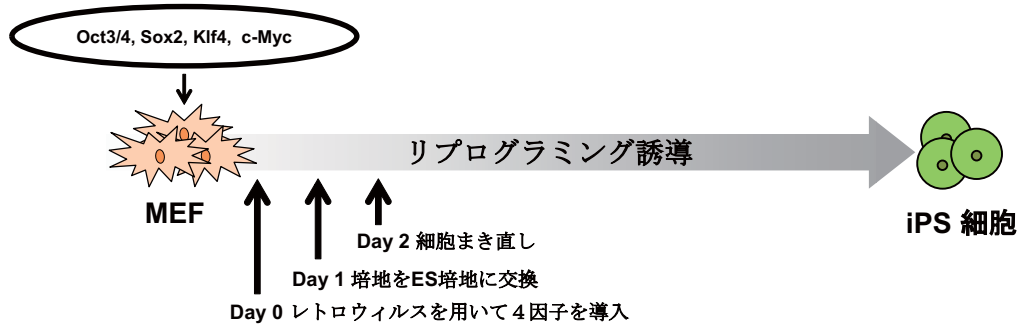 Oct3/4, Sox2, Klf4, c-Myc
リプログラミング誘導
MEF
iPS 細胞
Day 2 細胞まき直し
Day 1 培地をES培地に交換
Day 0 レトロウィルスを用いて４因子を導入